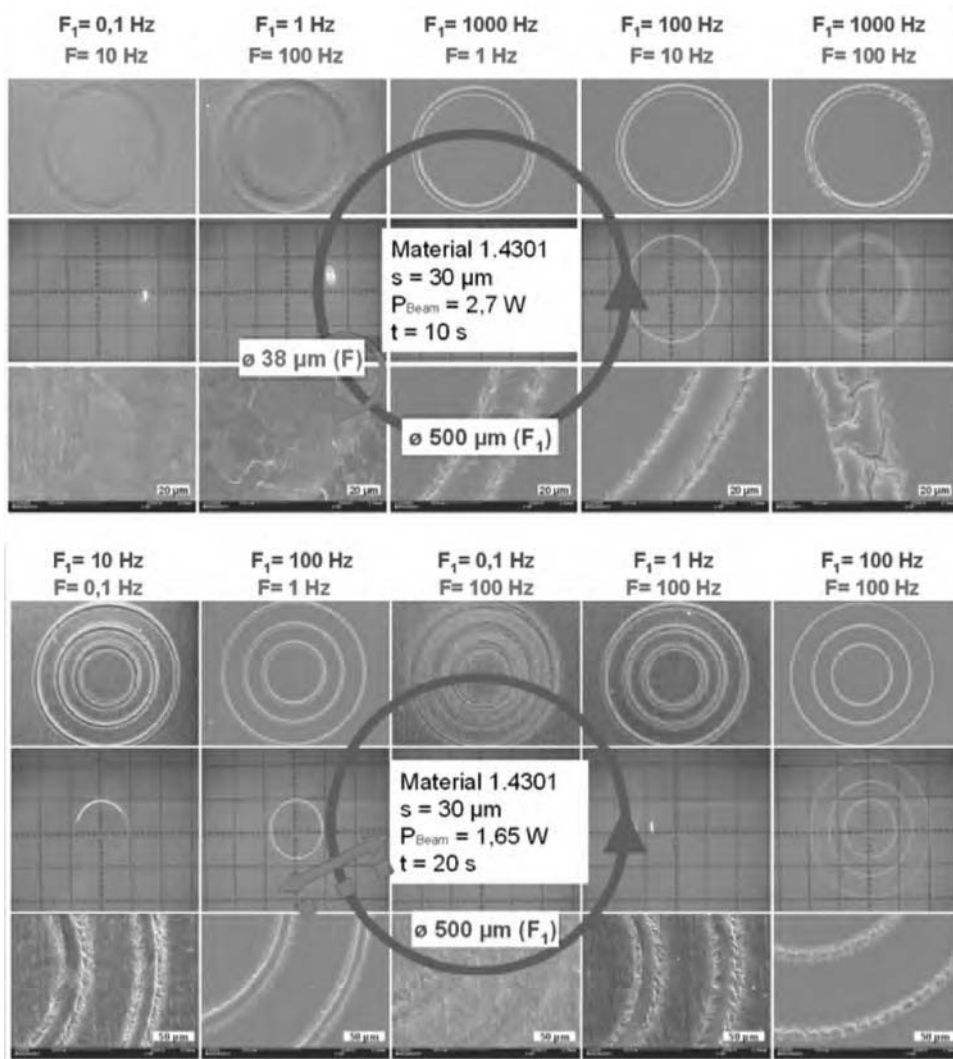 F₁= 0,1 Hz
F= 10 Hz
F₁= 1 Hz
F= 100 Hz
F₁= 1000 Hz
F= 1 Hz
F₁= 100 Hz
F= 10 Hz
F₁= 1000 Hz
F= 100 Hz
Material 1.4301
s = 30 µm
P_Beam = 2,7 W
t = 10 s
ø 38 µm (F)
ø 500 µm (F₁)
20 µm
20 µm
20 µm
20 µm
20 µm
F₁= 10 Hz
F= 0,1 Hz
F₁= 100 Hz
F= 1 Hz
F₁= 0,1 Hz
F= 100 Hz
F₁= 1 Hz
F= 100 Hz
F₁= 100 Hz
F= 100 Hz
Material 1.4301
s = 30 µm
P_Beam = 1,65 W
t = 20 s
ø 500 µm (F₁)
50 µm
50 µm
50 µm
50 µm
50 µm